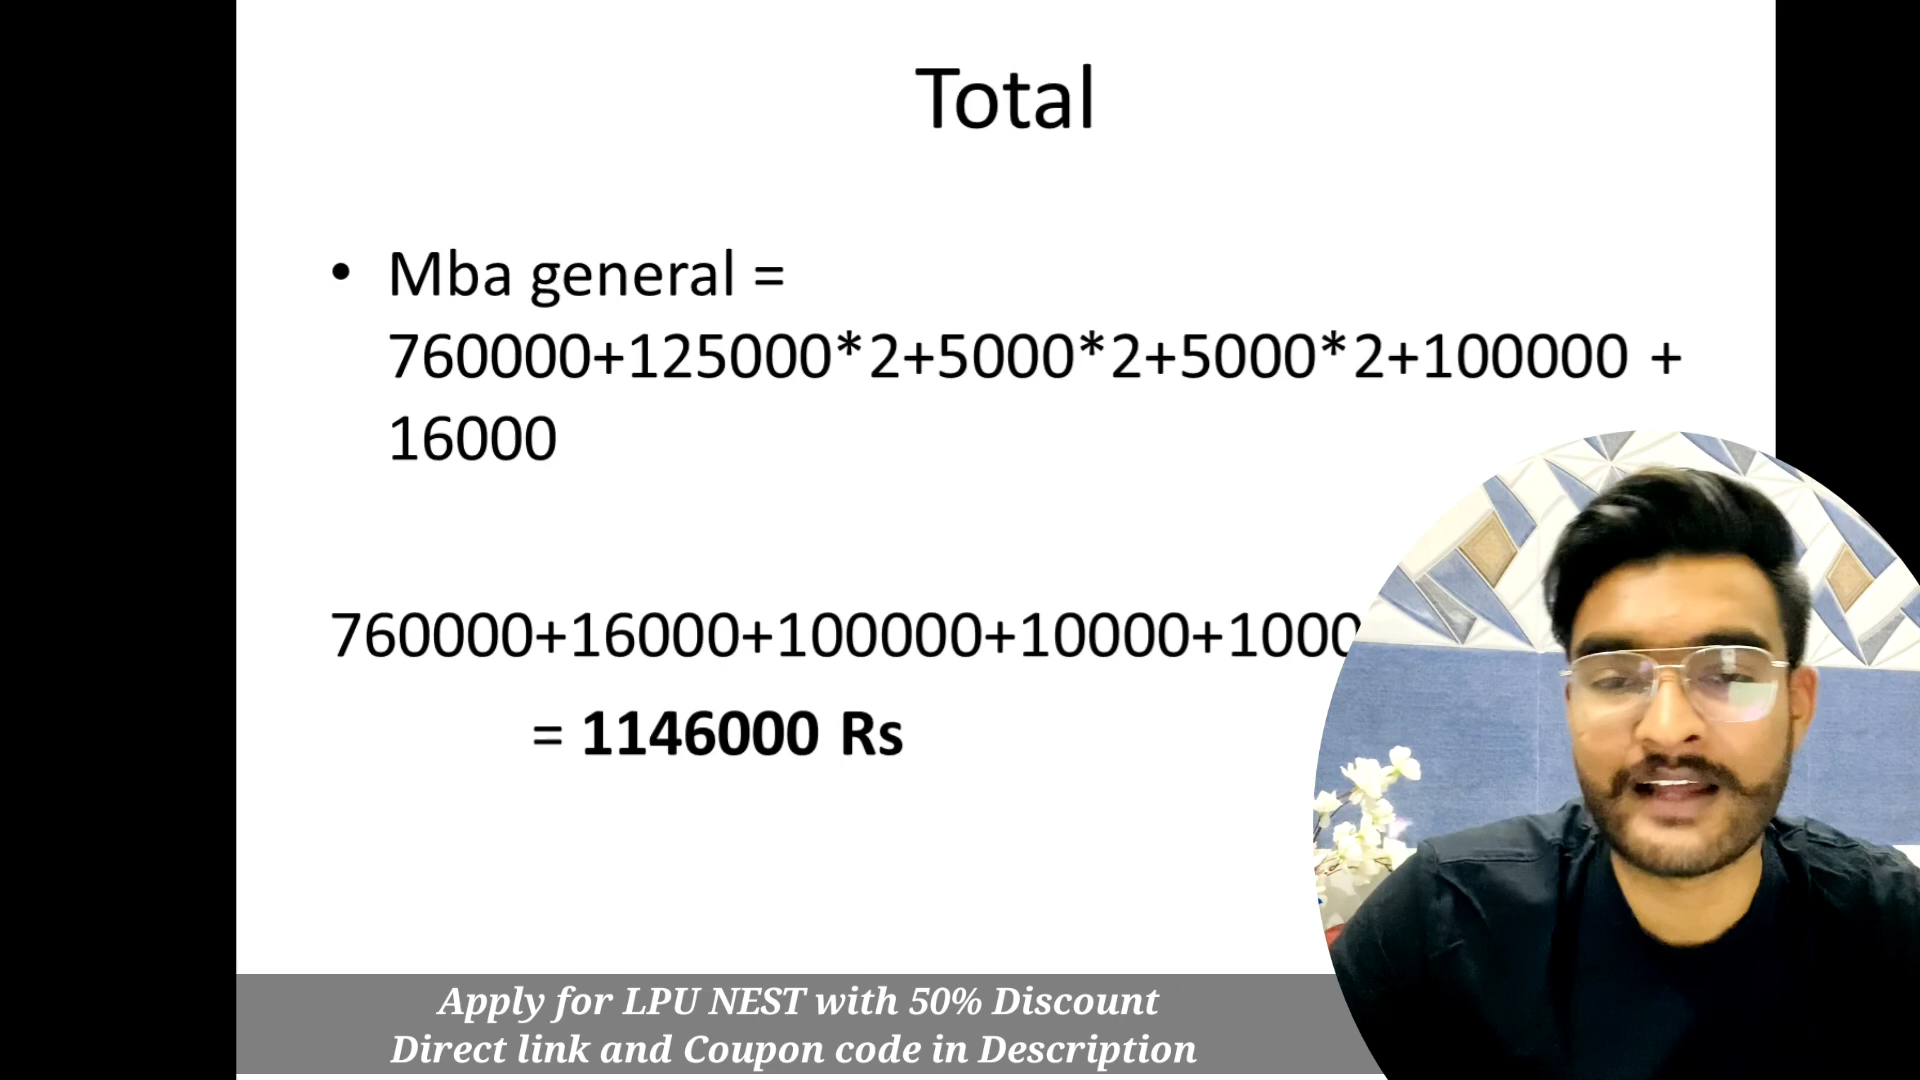 Total
• Mba general =
760000+125000*2+5000*2+5000*2+100000 +
16000
760000+16000+100000+10000+1000
= 1146000 Rs
Apply for LPU NEST with 50% Discount
Direct link and Coupon code in Description